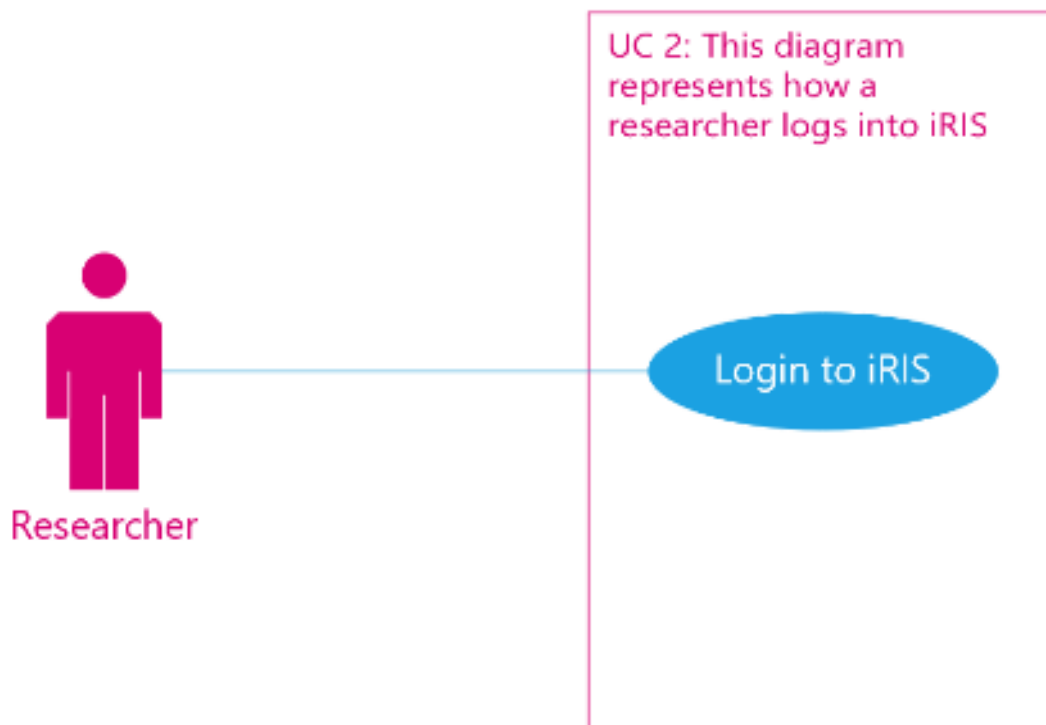 UC 2: This diagram
represents how a
researcher logs into iRIS
Login to iRIS
Researcher